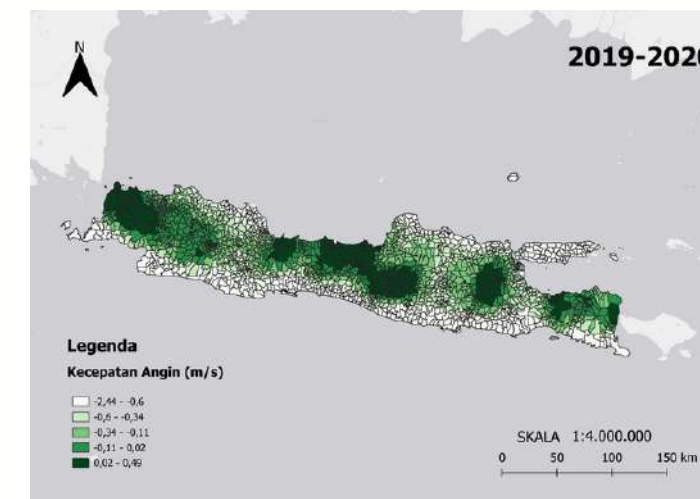 N
2019-2020
Legenda
Kecepatan Angin (m/s)
-2,44 - -0,6
-0,6 - -0,34
-0,34 - -0,11
-0,11 - 0,02
0,02 - 0,49
SKALA 1:4.000.000
0 50 100 150 km